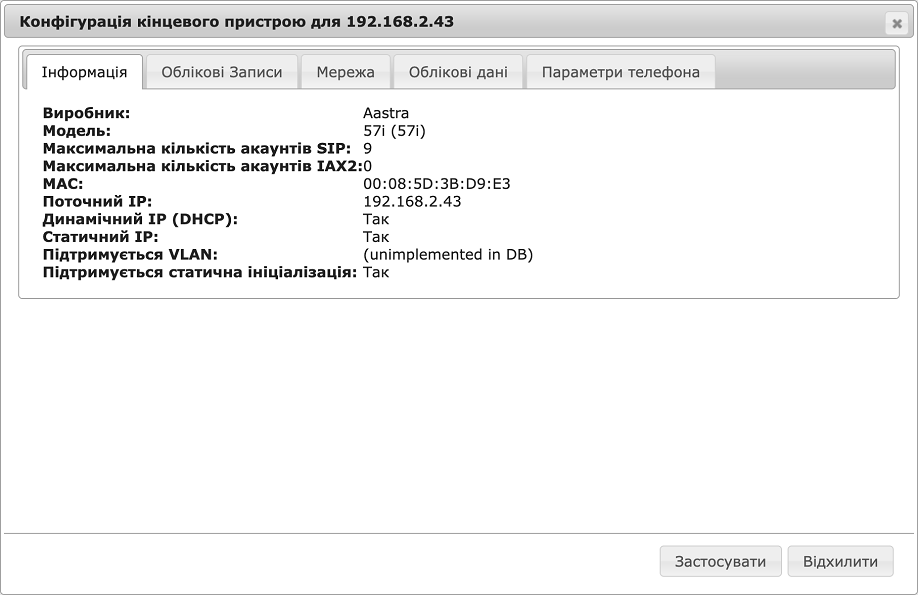 Конфігурація кінцевого пристрою для 192.168.2.43
Інформація Облікові Записи Мережа Облікові дані Параметри телефона
Виробник: Aastra
Модель: 57i (57i)
Максимальна кількість акаунтів SIP: 9
Максимальна кількість акаунтів IAX2: 0
MAC: 00:08:5D:3B:D9:E3
Поточний IP: 192.168.2.43
Динамічний IP (DHCP): Так
Статичний IP: Так
Підтримується VLAN: (unimplemented in DB)
Підтримується статична ініціалізація: Так
Застосувати Відхилити